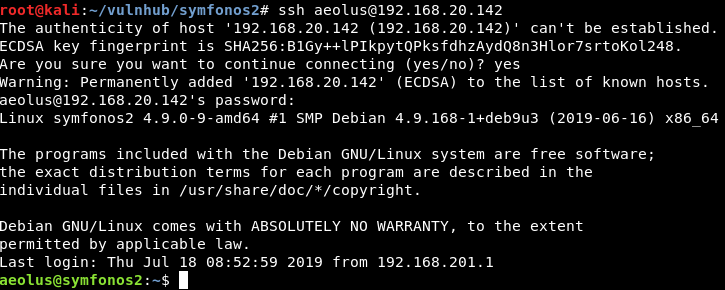 root@kali:~/vulnhub/symfonos2# ssh aeolus@192.168.20.142
The authenticity of host '192.168.20.142 (192.168.20.142)' can't be established.
ECDSA key fingerprint is SHA256:B1Gy++lPIkpytQPksfdhzAydQ8n3Hlor7srtoKol248.
Are you sure you want to continue connecting (yes/no)? yes
Warning: Permanently added '192.168.20.142' (ECDSA) to the list of known hosts.
aeolus@192.168.20.142's password:
Linux symfonos2 4.9.0-9-amd64 #1 SMP Debian 4.9.168-1+deb9u3 (2019-06-16) x86_64
The programs included with the Debian GNU/Linux system are free software;
the exact distribution terms for each program are described in the
individual files in /usr/share/doc/*/copyright.
Debian GNU/Linux comes with ABSOLUTELY NO WARRANTY, to the extent
permitted by applicable law.
Last login: Thu Jul 18 08:52:59 2019 from 192.168.201.1
aeolus@symfonos2:~$